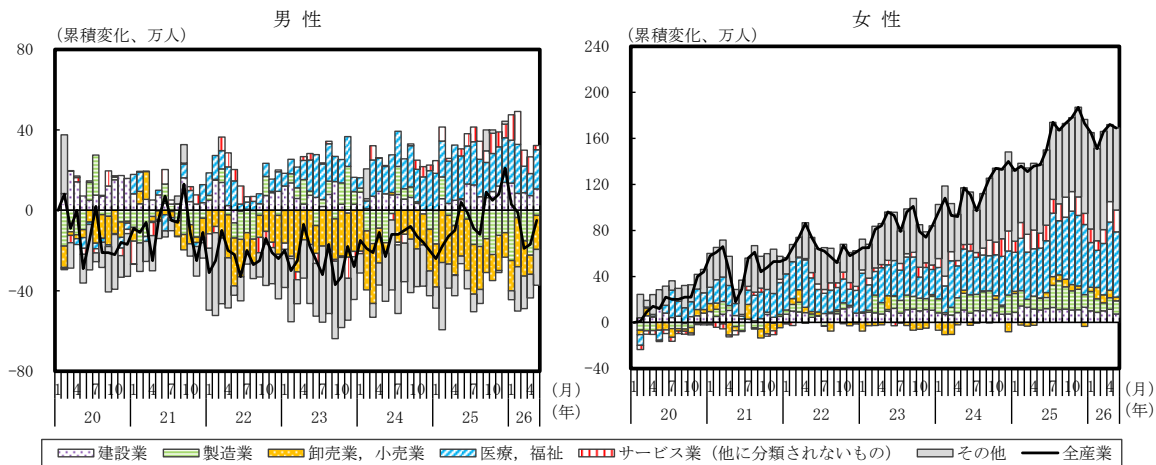 男 性
(累積変化、万人)
80
40
0
−40
−80
1 4 7 10 1 4 7 10 1 4 7 10 1 4 7 10 1 4 7 10 1 4 7 10 1 4
(月)
20 21 22 23 24 25 26
(年)
女 性
(累積変化、万人)
240
200
160
120
80
40
0
-40
1 4 7 10 1 4 7 10 1 4 7 10 1 4 7 10 1 4 7 10 1 4 7 10 1 4
(月)
20 21 22 23 24 25 26
(年)
建設業 製造業 卸売業，小売業 医療，福祉 サービス業（他に分類されないもの） その他 全産業